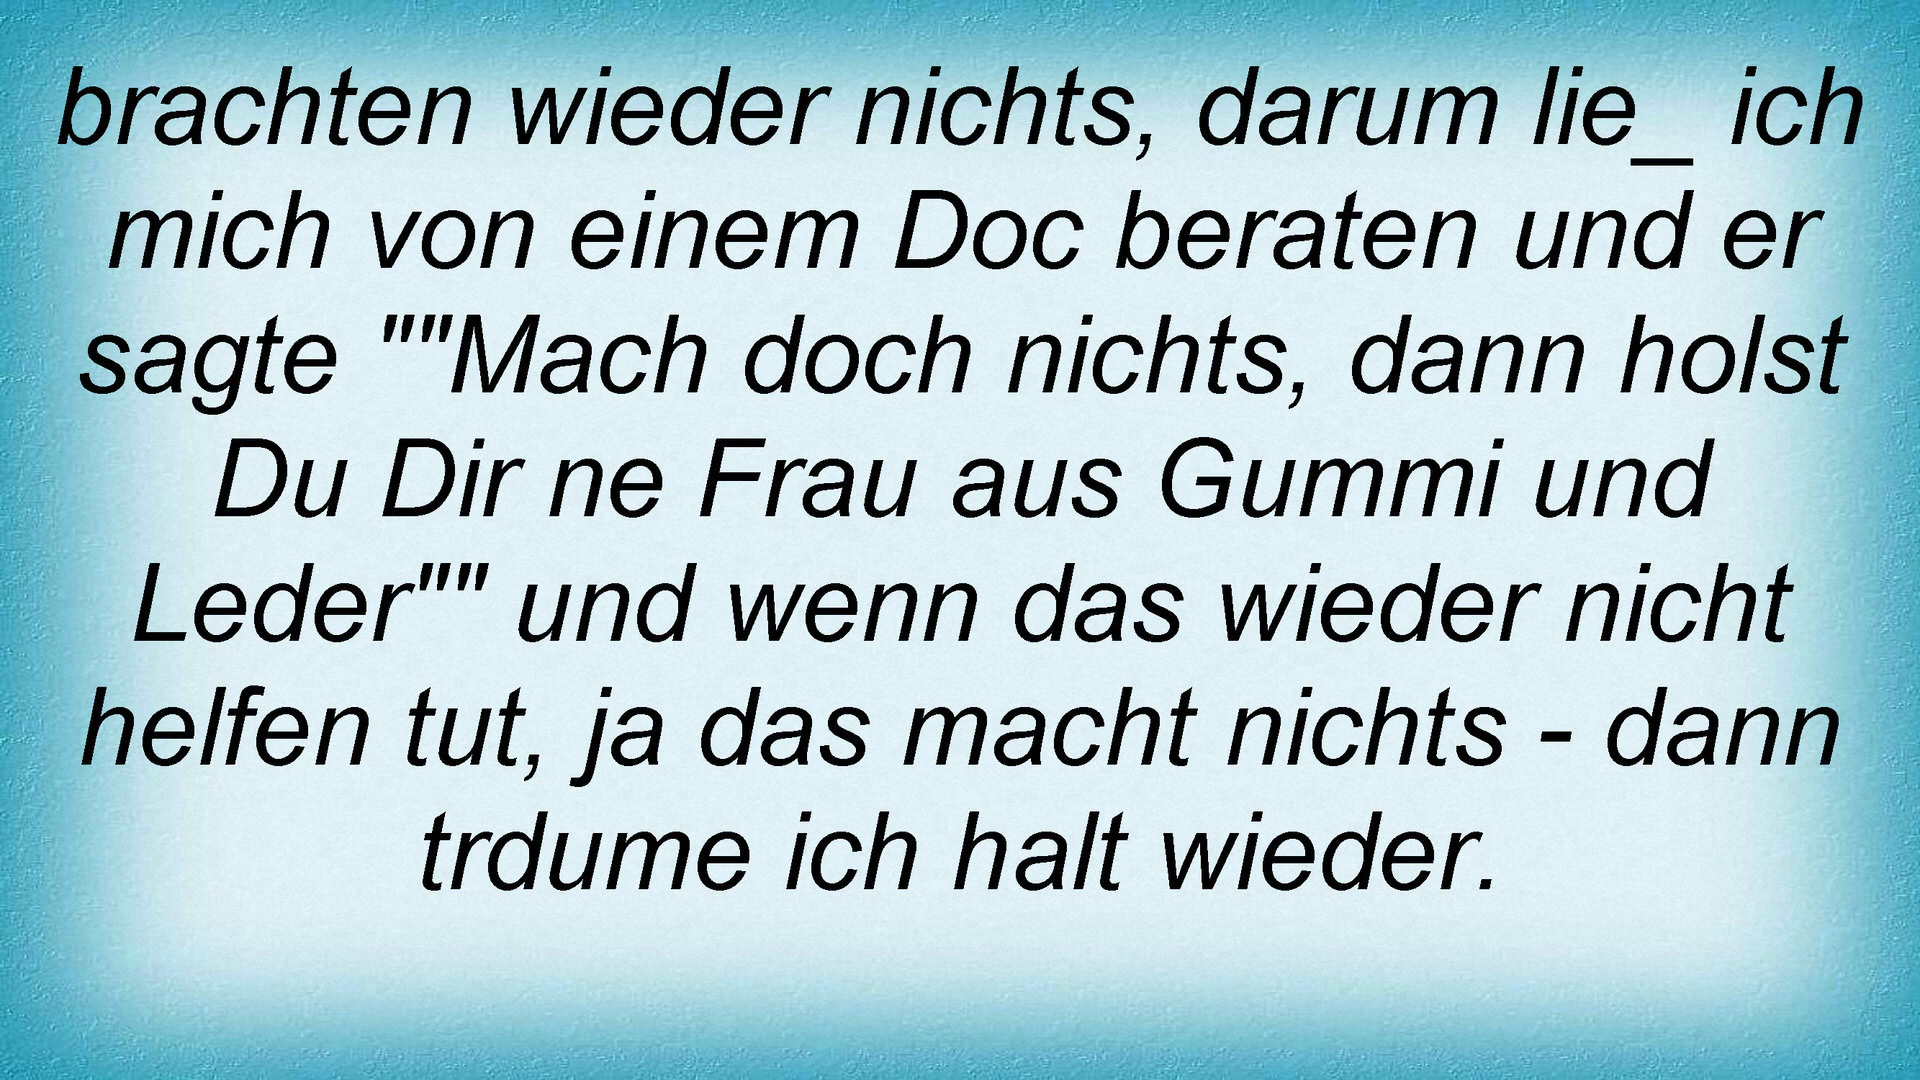 brachten wieder nichts, darum lie_ ich
mich von einem Doc beraten und er
sagte ""Mach doch nichts, dann holst
Du Dir ne Frau aus Gummi und
Leder"" und wenn das wieder nicht
helfen tut, ja das macht nichts - dann
trdume ich halt wieder.